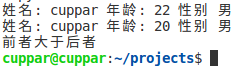 姓名: cuppar 年龄: 22 性别 男
姓名: cuppar 年龄: 20 性别 男
前者大于后者
cuppar@cuppar:~/projects$